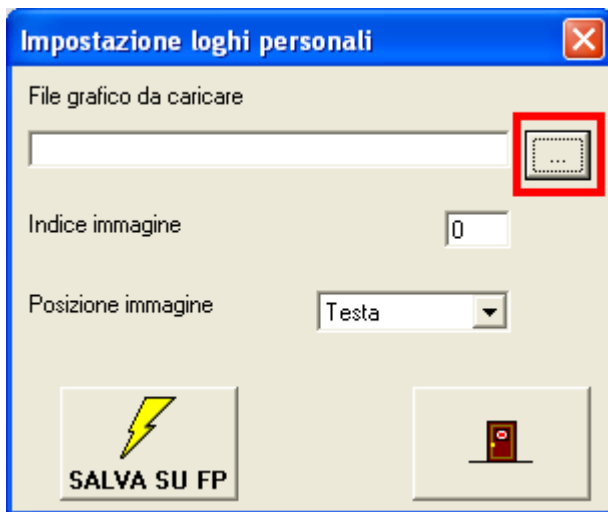 Impostazione loghi personali
File grafico da caricare
...
Indice immagine
0
Posizione immagine
Testa
SALVA SU FP